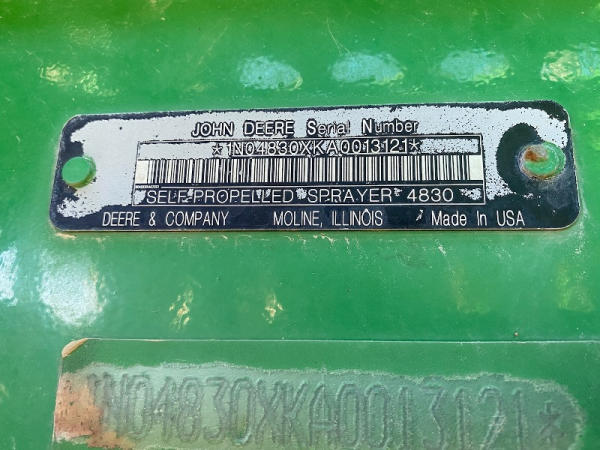 JOHN DEERE Serial Number
*1N04830XKA0013121*
SELF-PROPELLED SPRAYER 4830
DEERE & COMPANY MOLINE, ILLINOIS Made In USA
1N04830XKA0013121*